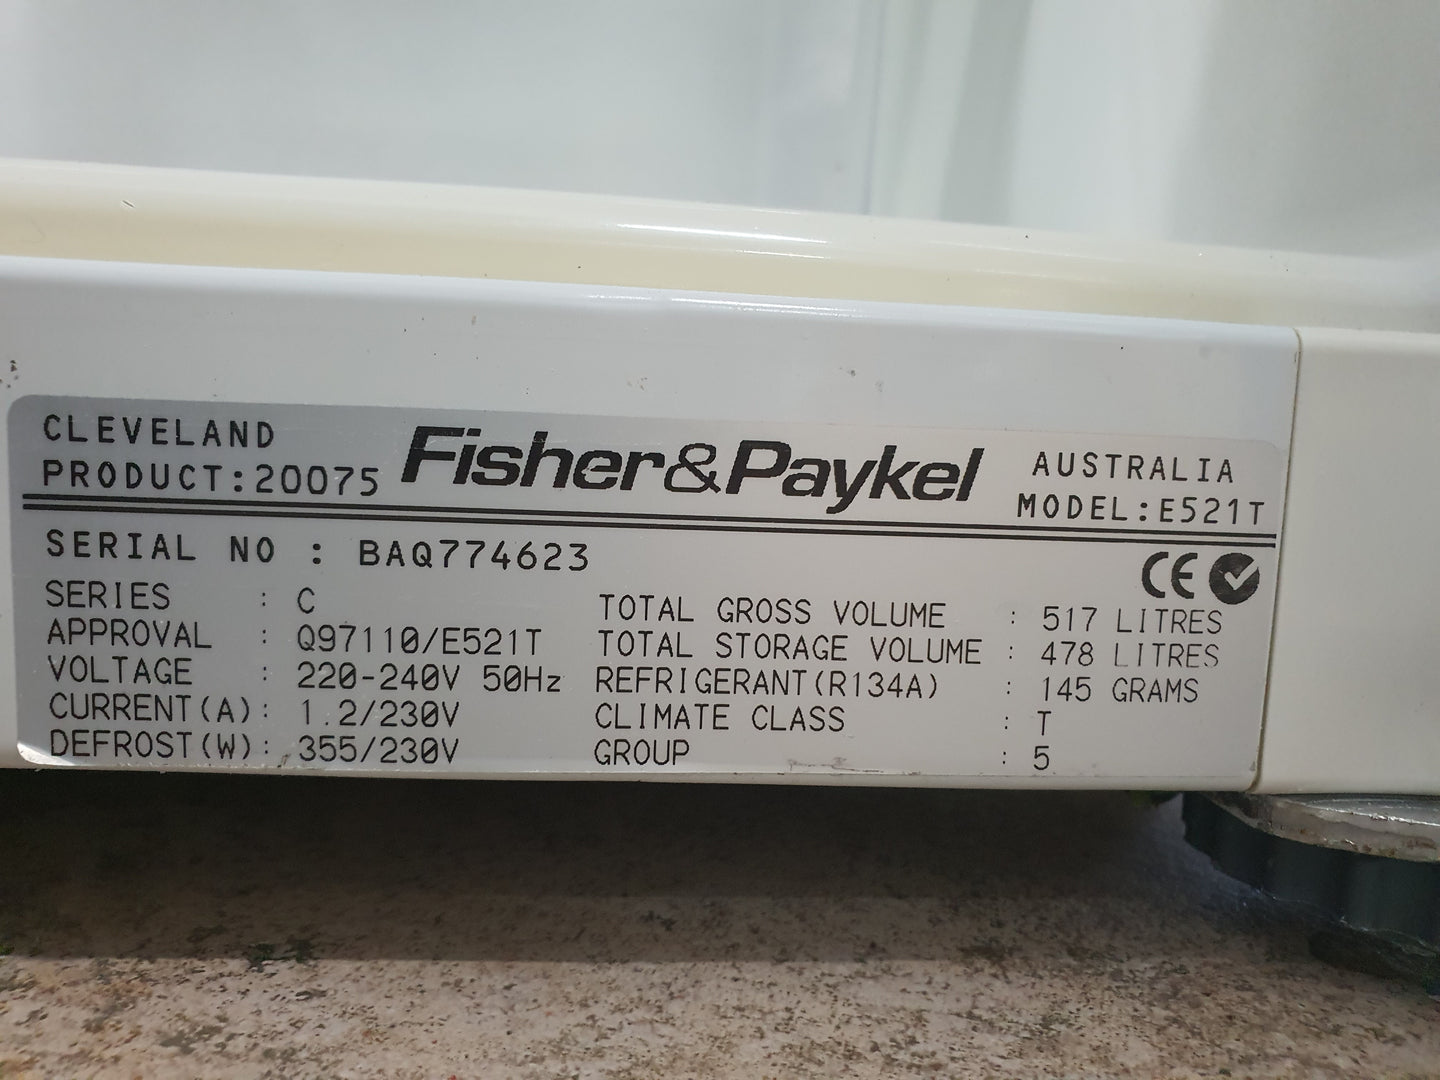 CLEVELAND
PRODUCT:20075
Fisher&Paykel
AUSTRALIA
MODEL:E521T
SERIAL NO : BAQ774623
CE
SERIES : C
APPROVAL : Q97110/E521T
VOLTAGE : 220-240V 50Hz
CURRENT(A): 1.2/230V
DEFROST(W): 355/230V
TOTAL GROSS VOLUME : 517 LITRES
TOTAL STORAGE VOLUME : 478 LITRES
REFRIGERANT(R134A) : 145 GRAMS
CLIMATE CLASS : T
GROUP : 5